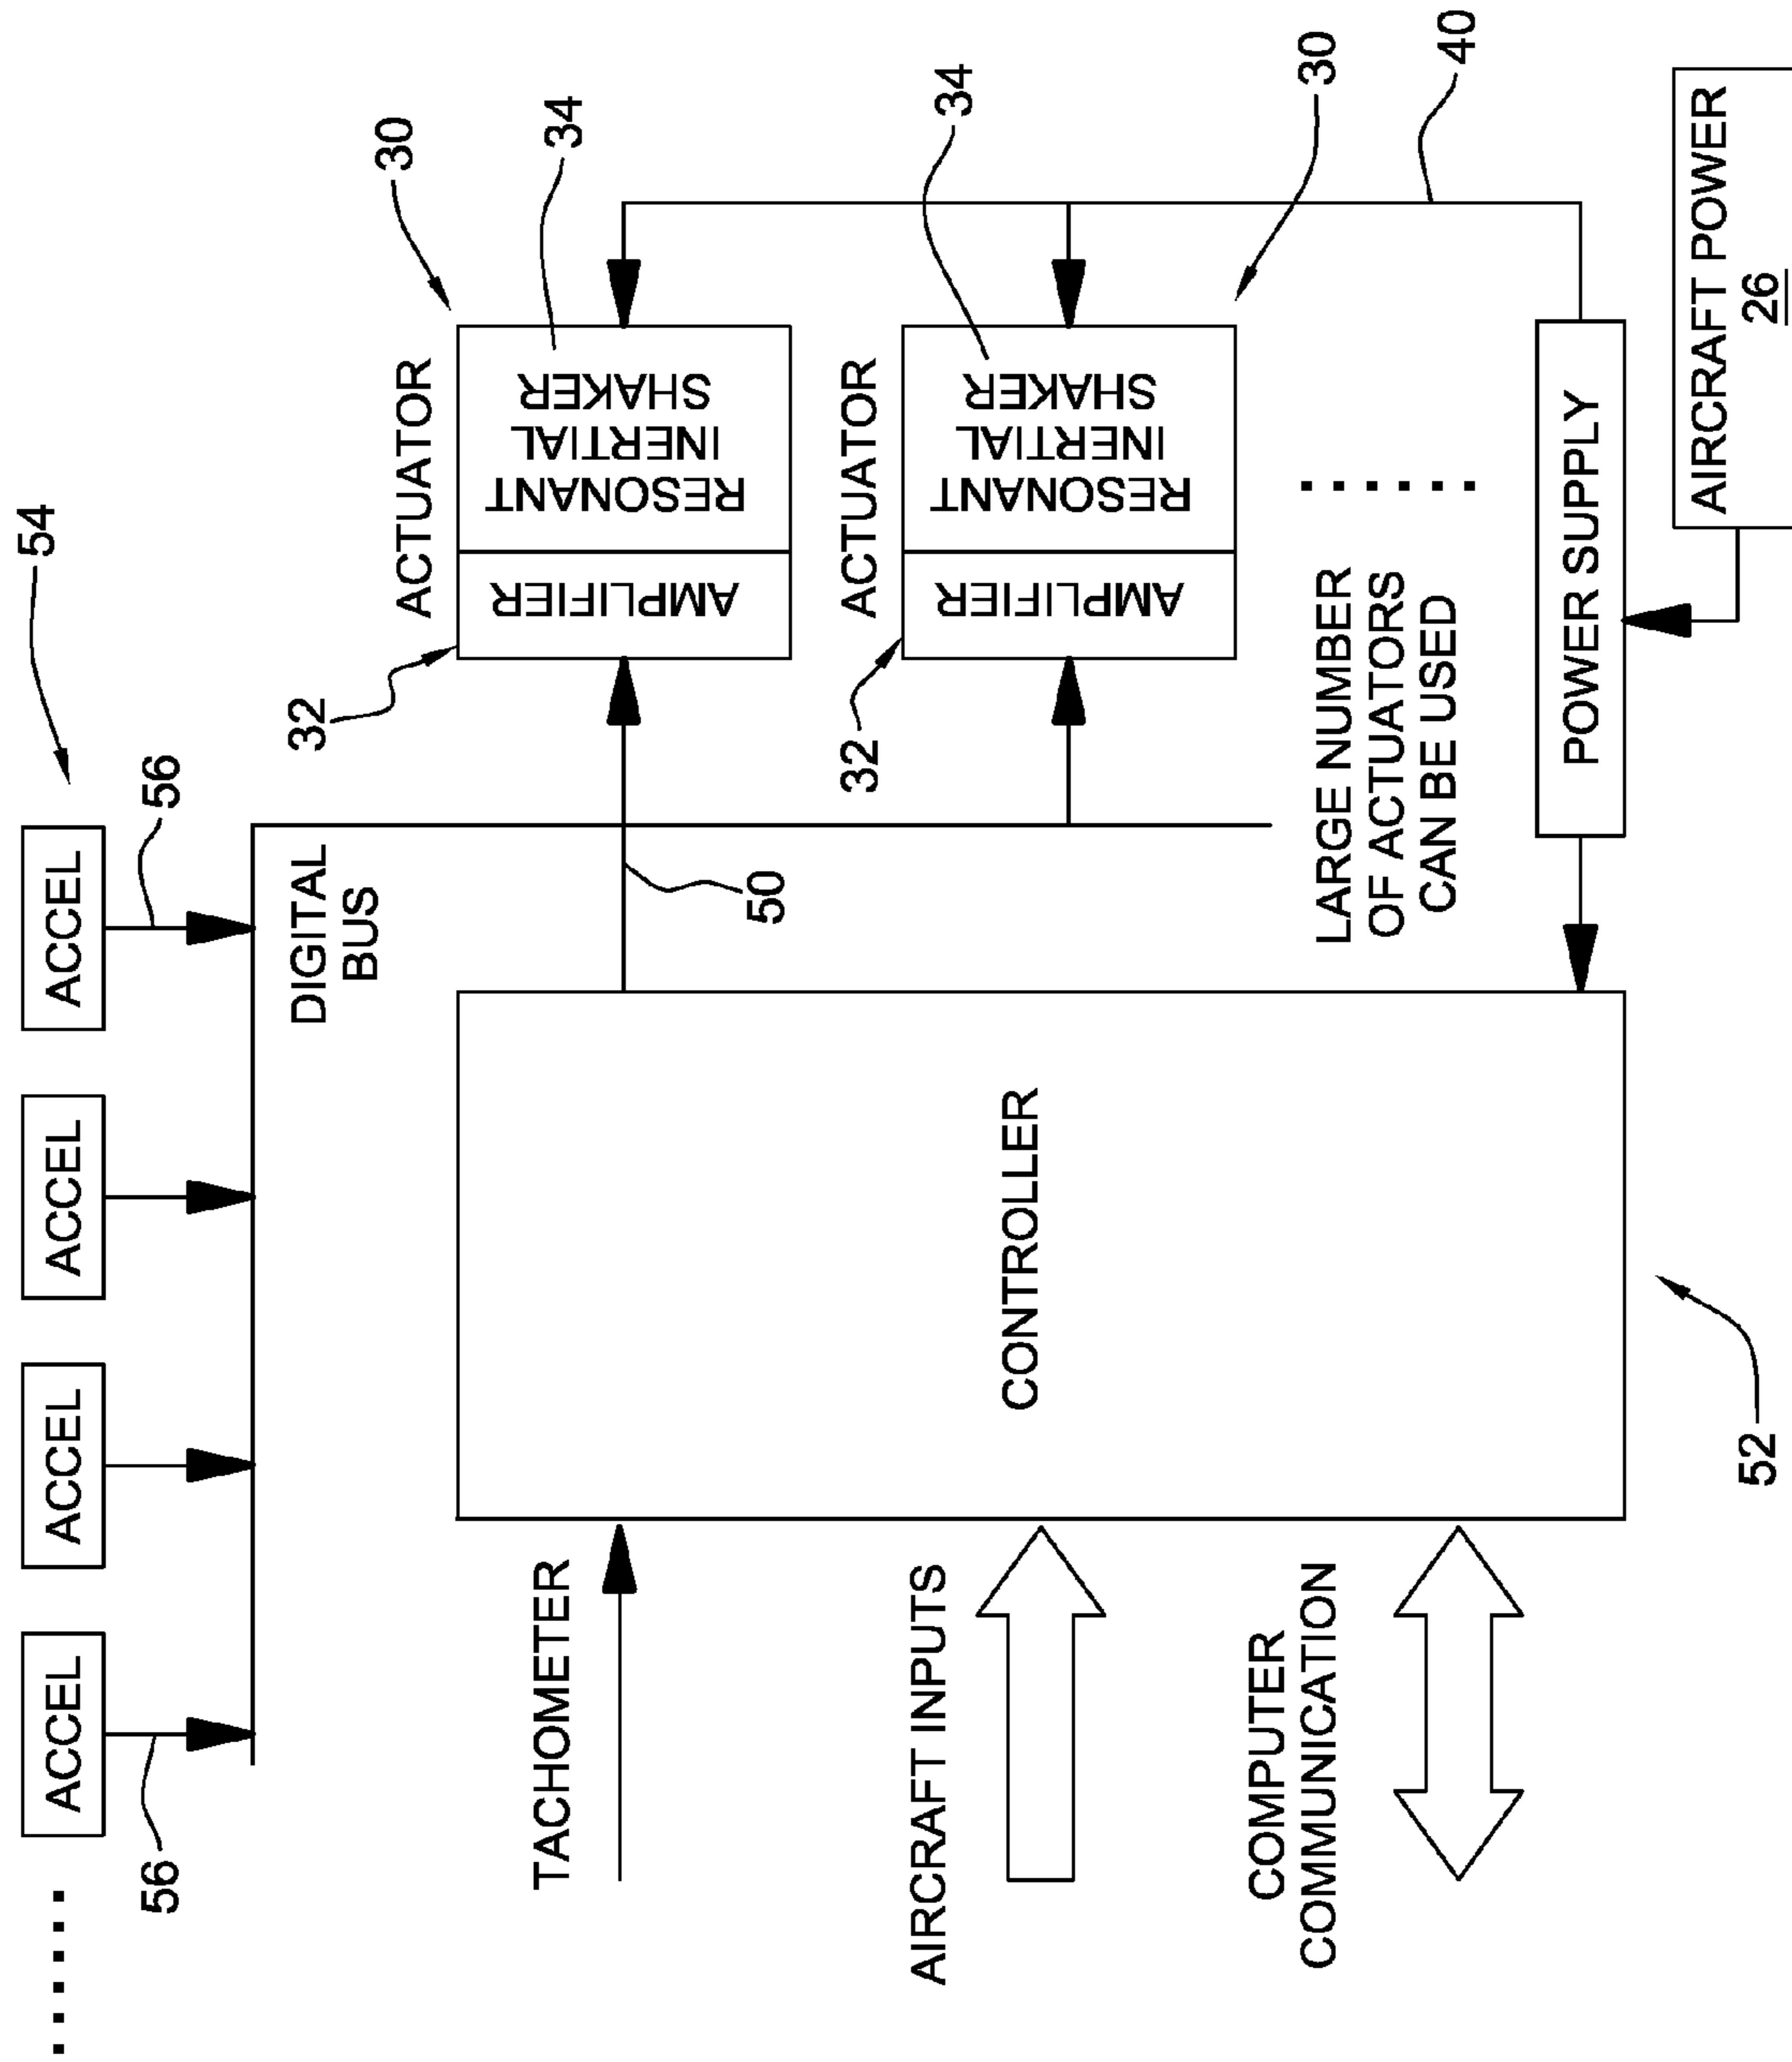 54
ACCEL
ACCEL
ACCEL
ACCEL
56
56
DIGITAL
BUS
50
TACHOMETER
AIRCRAFT INPUTS
COMPUTER
COMMUNICATION
CONTROLLER
52
ACTUATOR
AMPLIFIER
RESONANT
INERTIAL
SHAKER
30
32
34
ACTUATOR
AMPLIFIER
RESONANT
INERTIAL
SHAKER
30
32
34
LARGE NUMBER
OF ACTUATORS
CAN BE USED
40
POWER SUPPLY
AIRCRAFT POWER
26